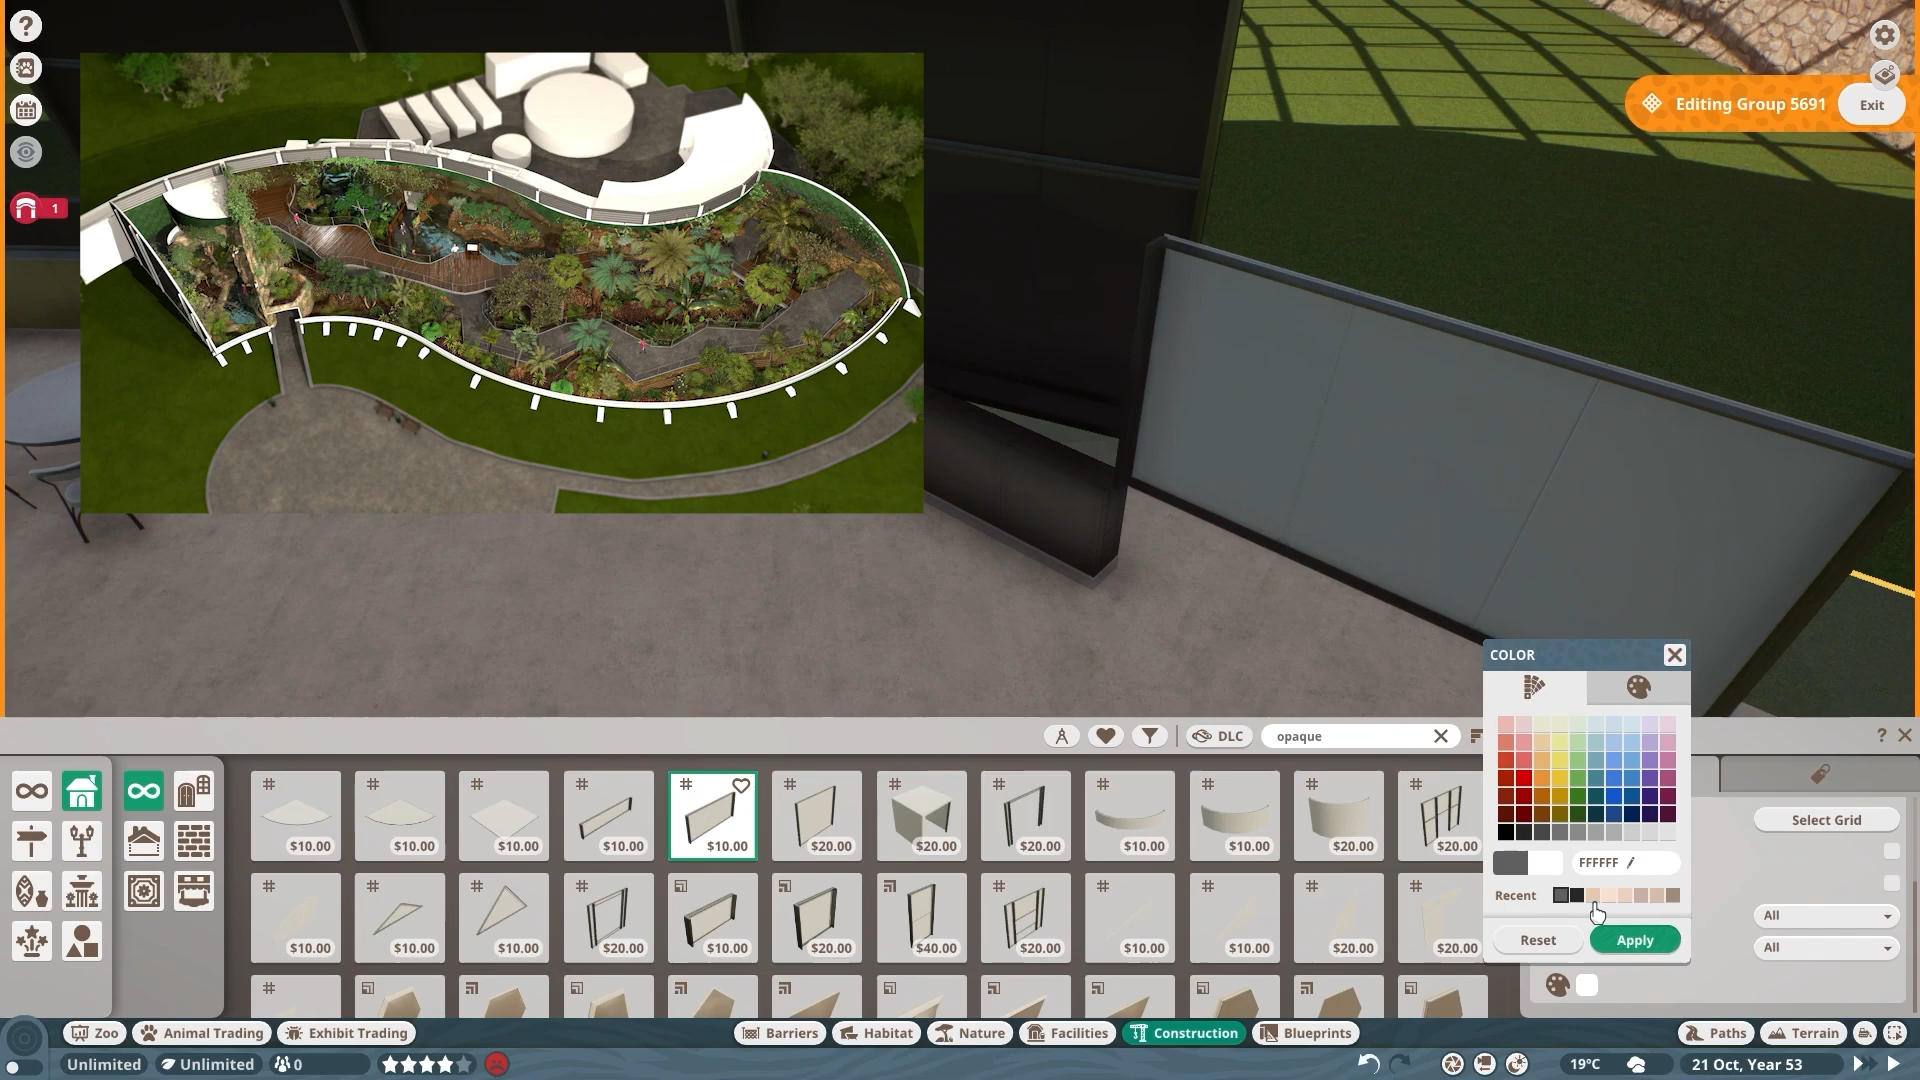 ?
1
Editing Group 5691
Exit
COLOR
DLC
opaque
?
$10.00
$10.00
$10.00
$10.00
$10.00
$20.00
$20.00
$20.00
$10.00
$10.00
$20.00
$20.00
Select Grid
FFFFFF
Recent
$10.00
$10.00
$10.00
$20.00
$10.00
$20.00
$40.00
$20.00
$10.00
$10.00
$20.00
$20.00
All
Reset
Apply
All
Zoo
Animal Trading
Exhibit Trading
Barriers
Habitat
Nature
Facilities
Construction
Blueprints
Paths
Terrain
Unlimited
Unlimited
0
19°C
21 Oct, Year 53